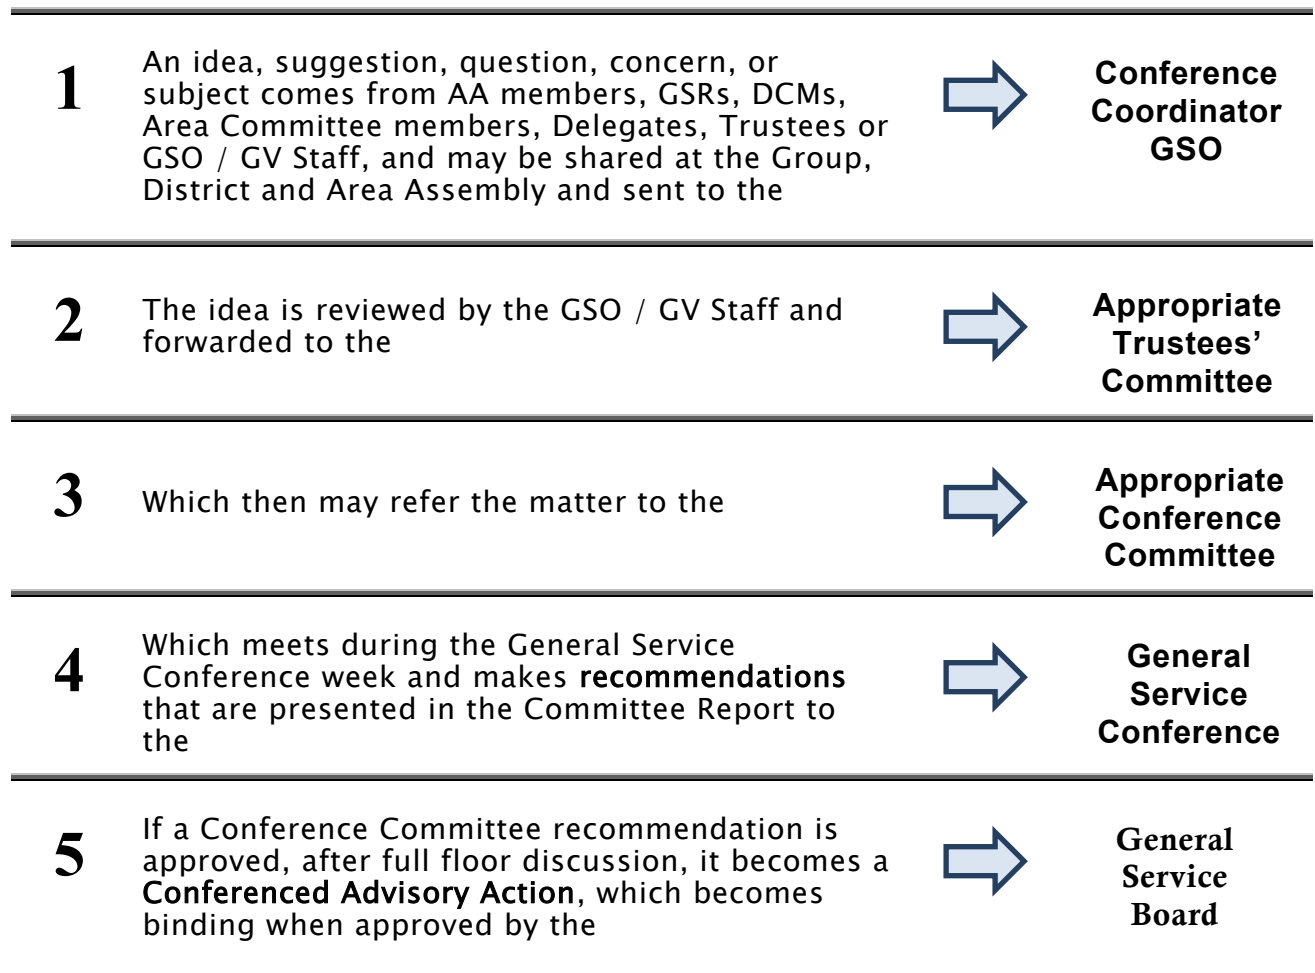 1
An idea, suggestion, question, concern, or
subject comes from AA members, GSRs, DCMs,
Area Committee members, Delegates, Trustees or
GSO / GV Staff, and may be shared at the Group,
District and Area Assembly and sent to the
Conference
Coordinator
GSO
2
The idea is reviewed by the GSO / GV Staff and
forwarded to the
Appropriate
Trustees’
Committee
3
Which then may refer the matter to the
Appropriate
Conference
Committee
4
Which meets during the General Service
Conference week and makes recommendations
that are presented in the Committee Report to
the
General
Service
Conference
5
If a Conference Committee recommendation is
approved, after full floor discussion, it becomes a
Conferenced Advisory Action, which becomes
binding when approved by the
General
Service
Board